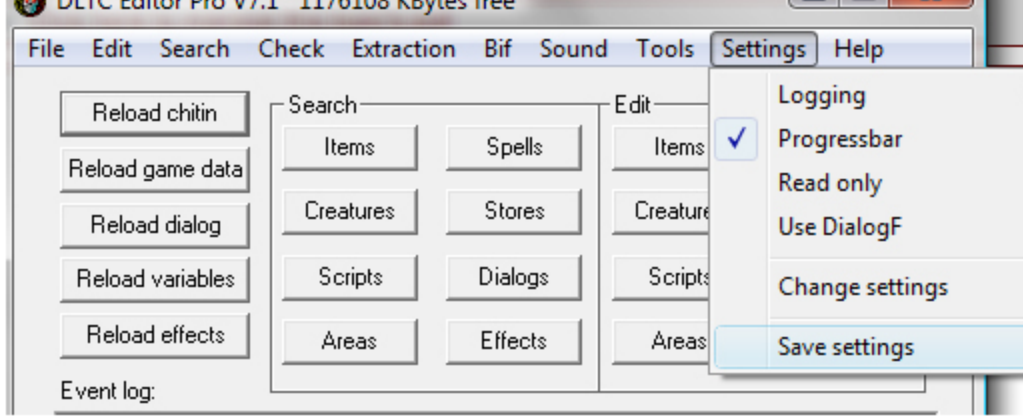 DLTC Editor Pro V7.1 1176108 KBytes free
File Edit Search Check Extraction Bif Sound Tools Settings Help
Reload chitin
Reload game data
Reload dialog
Reload variables
Reload effects
Search
Items Spells
Creatures Stores
Scripts Dialogs
Areas Effects
Edit
Items
Creature
Scripts
Areas
Logging
Progressbar
Read only
Use DialogF
Change settings
Save settings
Event log: